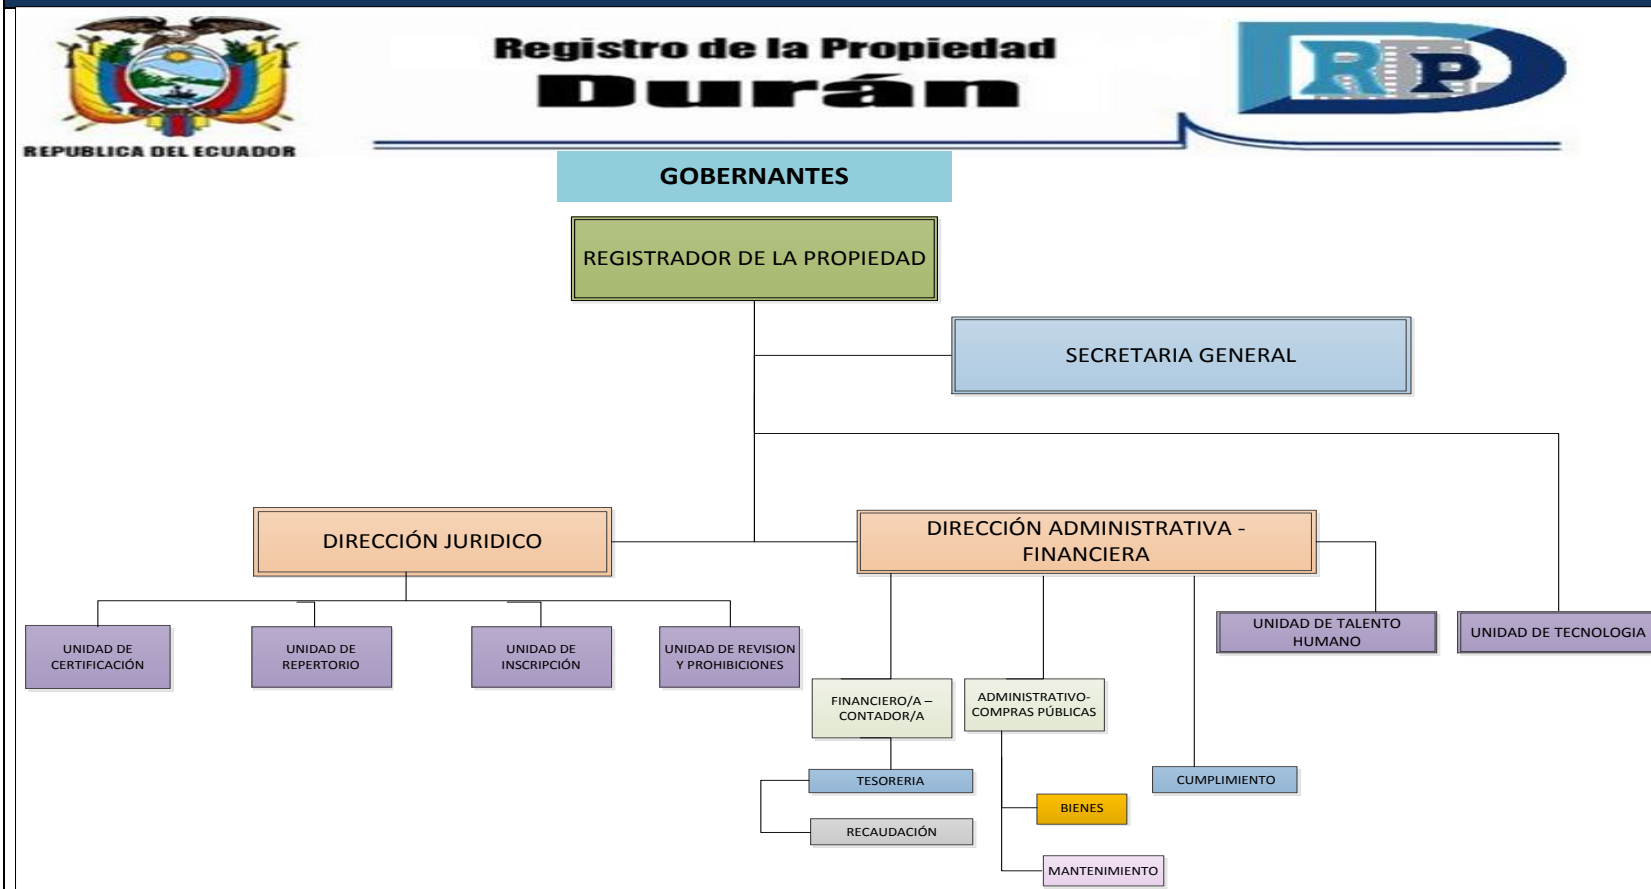 REPUBLICA DEL ECUADOR
Registro de la Propiedad
Durán
RPD
GOBERNANTES
REGISTRADOR DE LA PROPIEDAD
SECRETARIA GENERAL
DIRECCIÓN JURIDICO
DIRECCIÓN ADMINISTRATIVA -
FINANCIERA
UNIDAD DE
CERTIFICACIÓN
UNIDAD DE
REPERTORIO
UNIDAD DE
INSCRIPCIÓN
UNIDAD DE REVISION
Y PROHIBICIONES
UNIDAD DE TALENTO
HUMANO
UNIDAD DE TECNOLOGIA
FINANCIERO/A –
CONTADOR/A
ADMINISTRATIVO-
COMPRAS PÚBLICAS
TESORERIA
RECAUDACIÓN
BIENES
MANTENIMIENTO
CUMPLIMIENTO